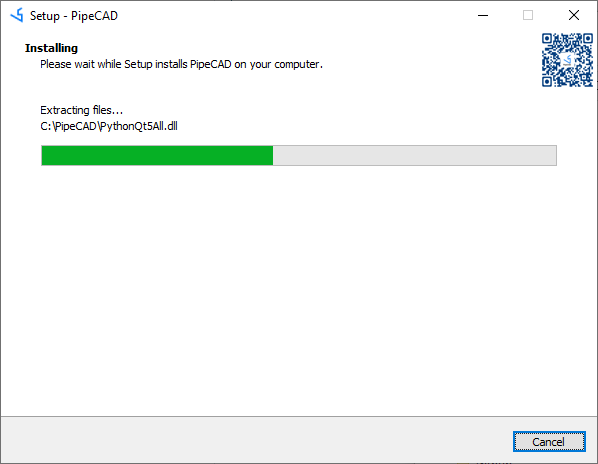 Setup - PipeCAD
Installing
Please wait while Setup installs PipeCAD on your computer.
Extracting files...
C:\PipeCAD\PythonQt5All.dll
Cancel